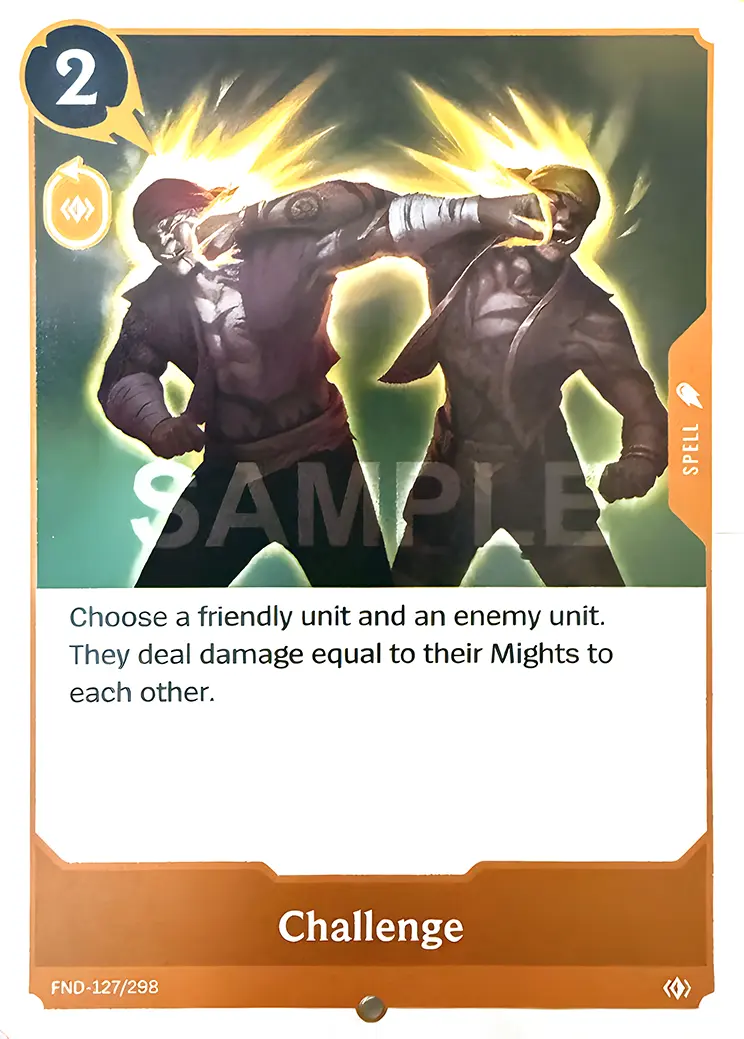 2
SPELL
SAMPLE
Choose a friendly unit and an enemy unit.
They deal damage equal to their Mights to
each other.
Challenge
FND-127/298